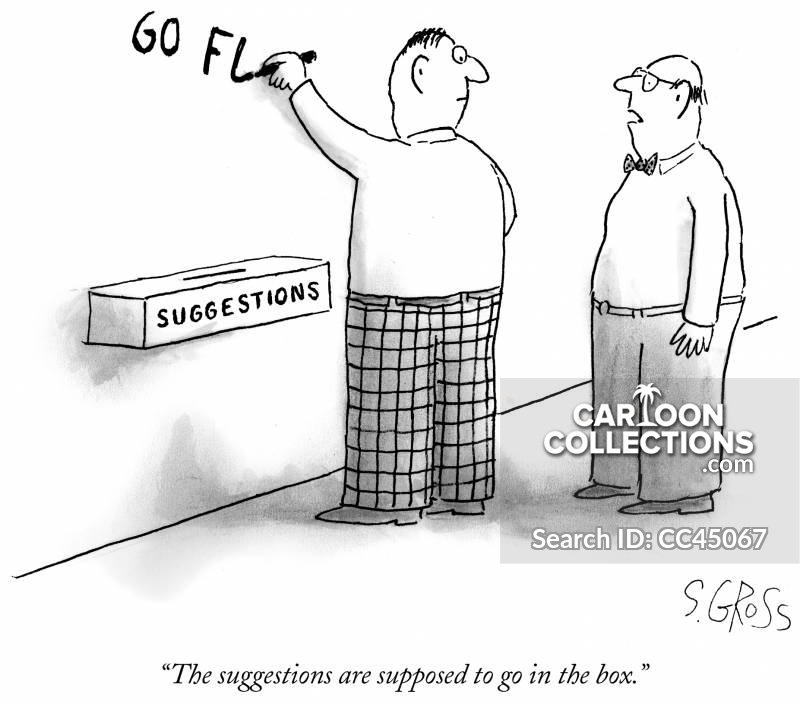 GO FL
SUGGESTIONS
CARTOON
COLLECTIONS
.com
Search ID: CC45067
S. GROSS
“The suggestions are supposed to go in the box.”